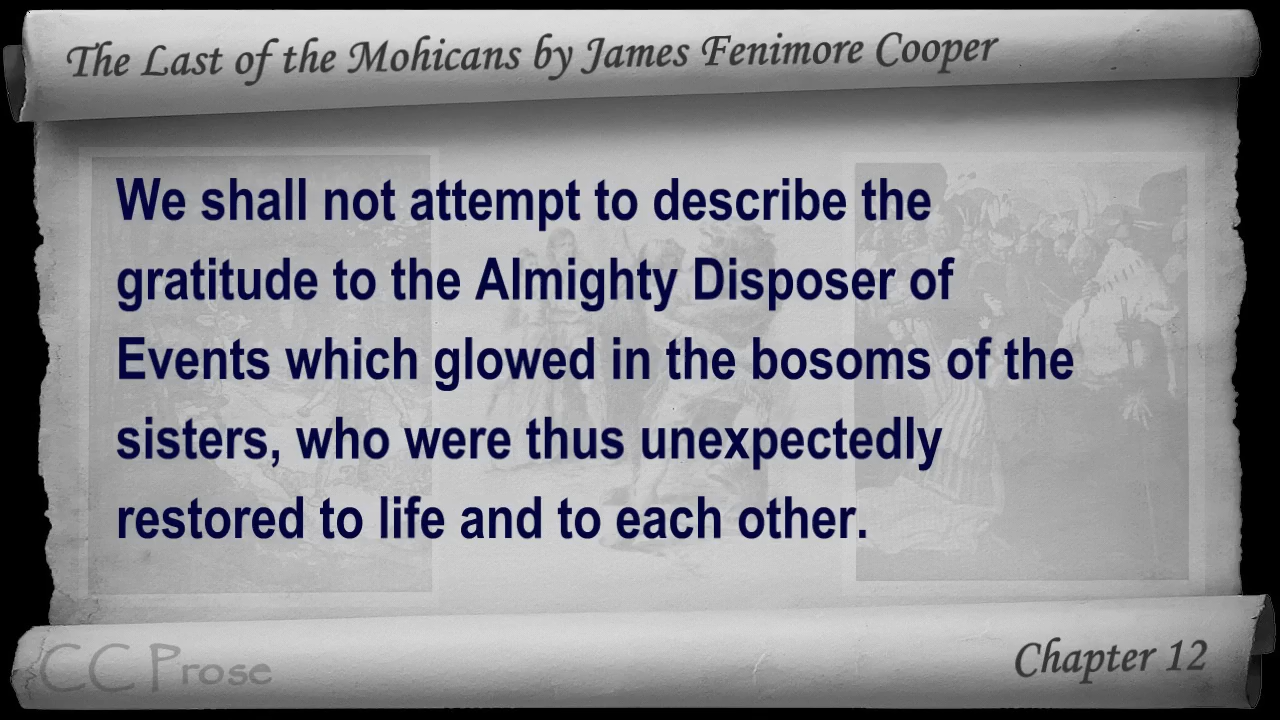 The Last of the Mohicans by James Fenimore Cooper
We shall not attempt to describe the
gratitude to the Almighty Disposer of
Events which glowed in the bosoms of the
sisters, who were thus unexpectedly
restored to life and to each other.
CC Prose
Chapter 12